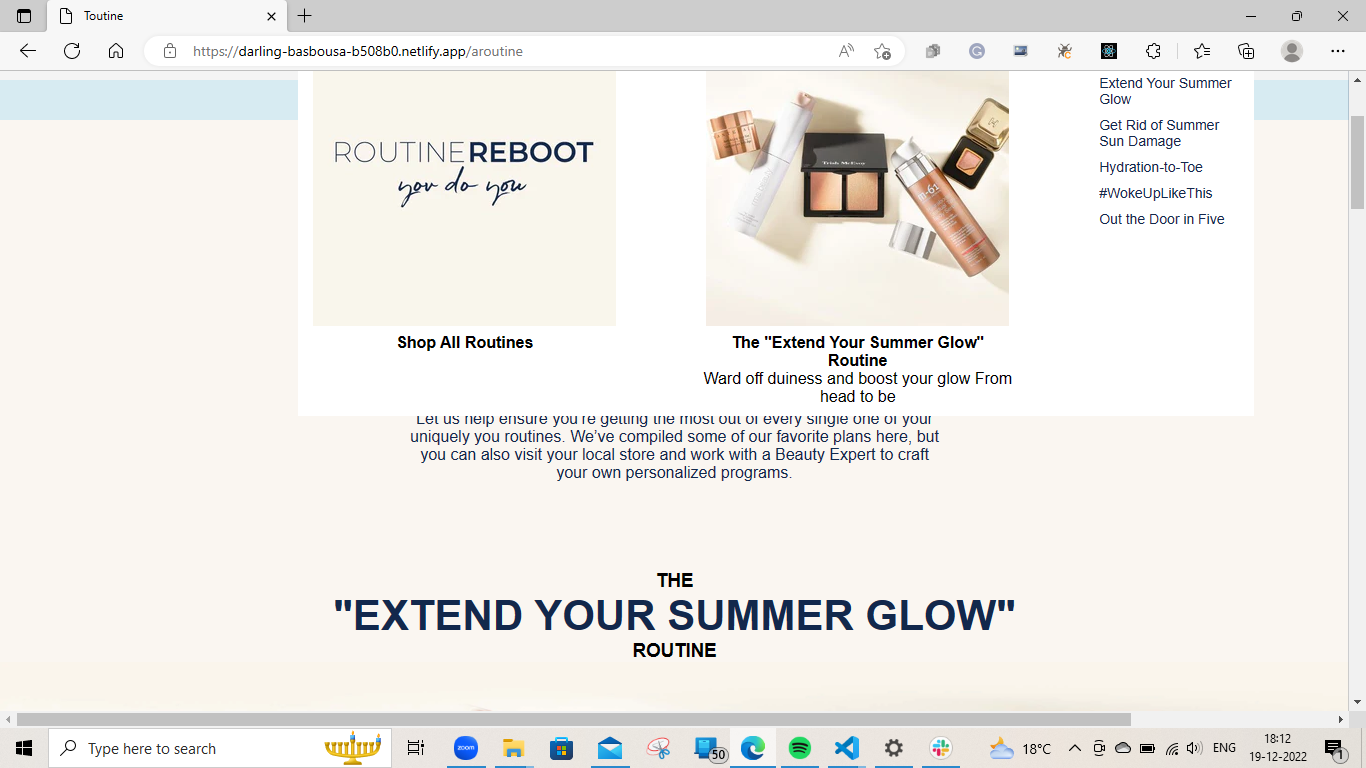 Toutine
https://darling-basbousa-b508b0.netlify.app/aroutine
ROUTINEREBOOT
you do you
Trish McEvoy
m-61
Shop All Routines
The "Extend Your Summer Glow"
Routine
Ward off duiness and boost your glow From
head to be
Extend Your Summer
Glow
Get Rid of Summer
Sun Damage
Hydration-to-Toe
#WokeUpLikeThis
Out the Door in Five
Let us help ensure you're getting the most out of every single one of your
uniquely you routines. We've compiled some of our favorite plans here, but
you can also visit your local store and work with a Beauty Expert to craft
your own personalized programs.
THE
"EXTEND YOUR SUMMER GLOW"
ROUTINE
Type here to search
zoom
50
18°C
ENG
18:12
19-12-2022
1